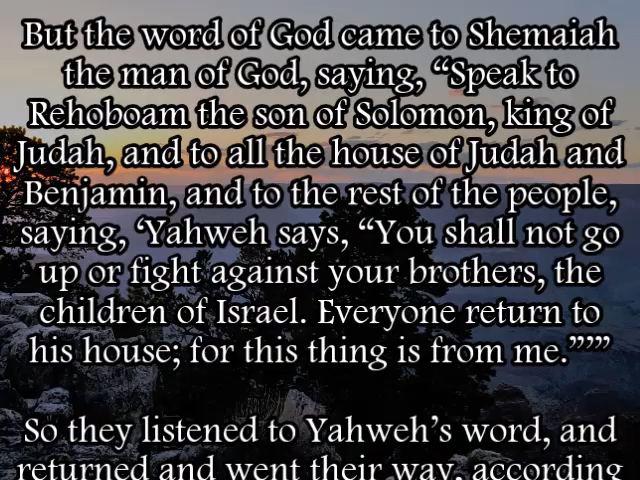 But the word of God came to Shemaiah
the man of God, saying, “Speak to
Rehoboam the son of Solomon, king of
Judah, and to all the house of Judah and
Benjamin, and to the rest of the people,
saying, ‘Yahweh says, “You shall not go
up or fight against your brothers, the
children of Israel. Everyone return to
his house; for this thing is from me.”’”
So they listened to Yahweh’s word, and
returned and went their way, according